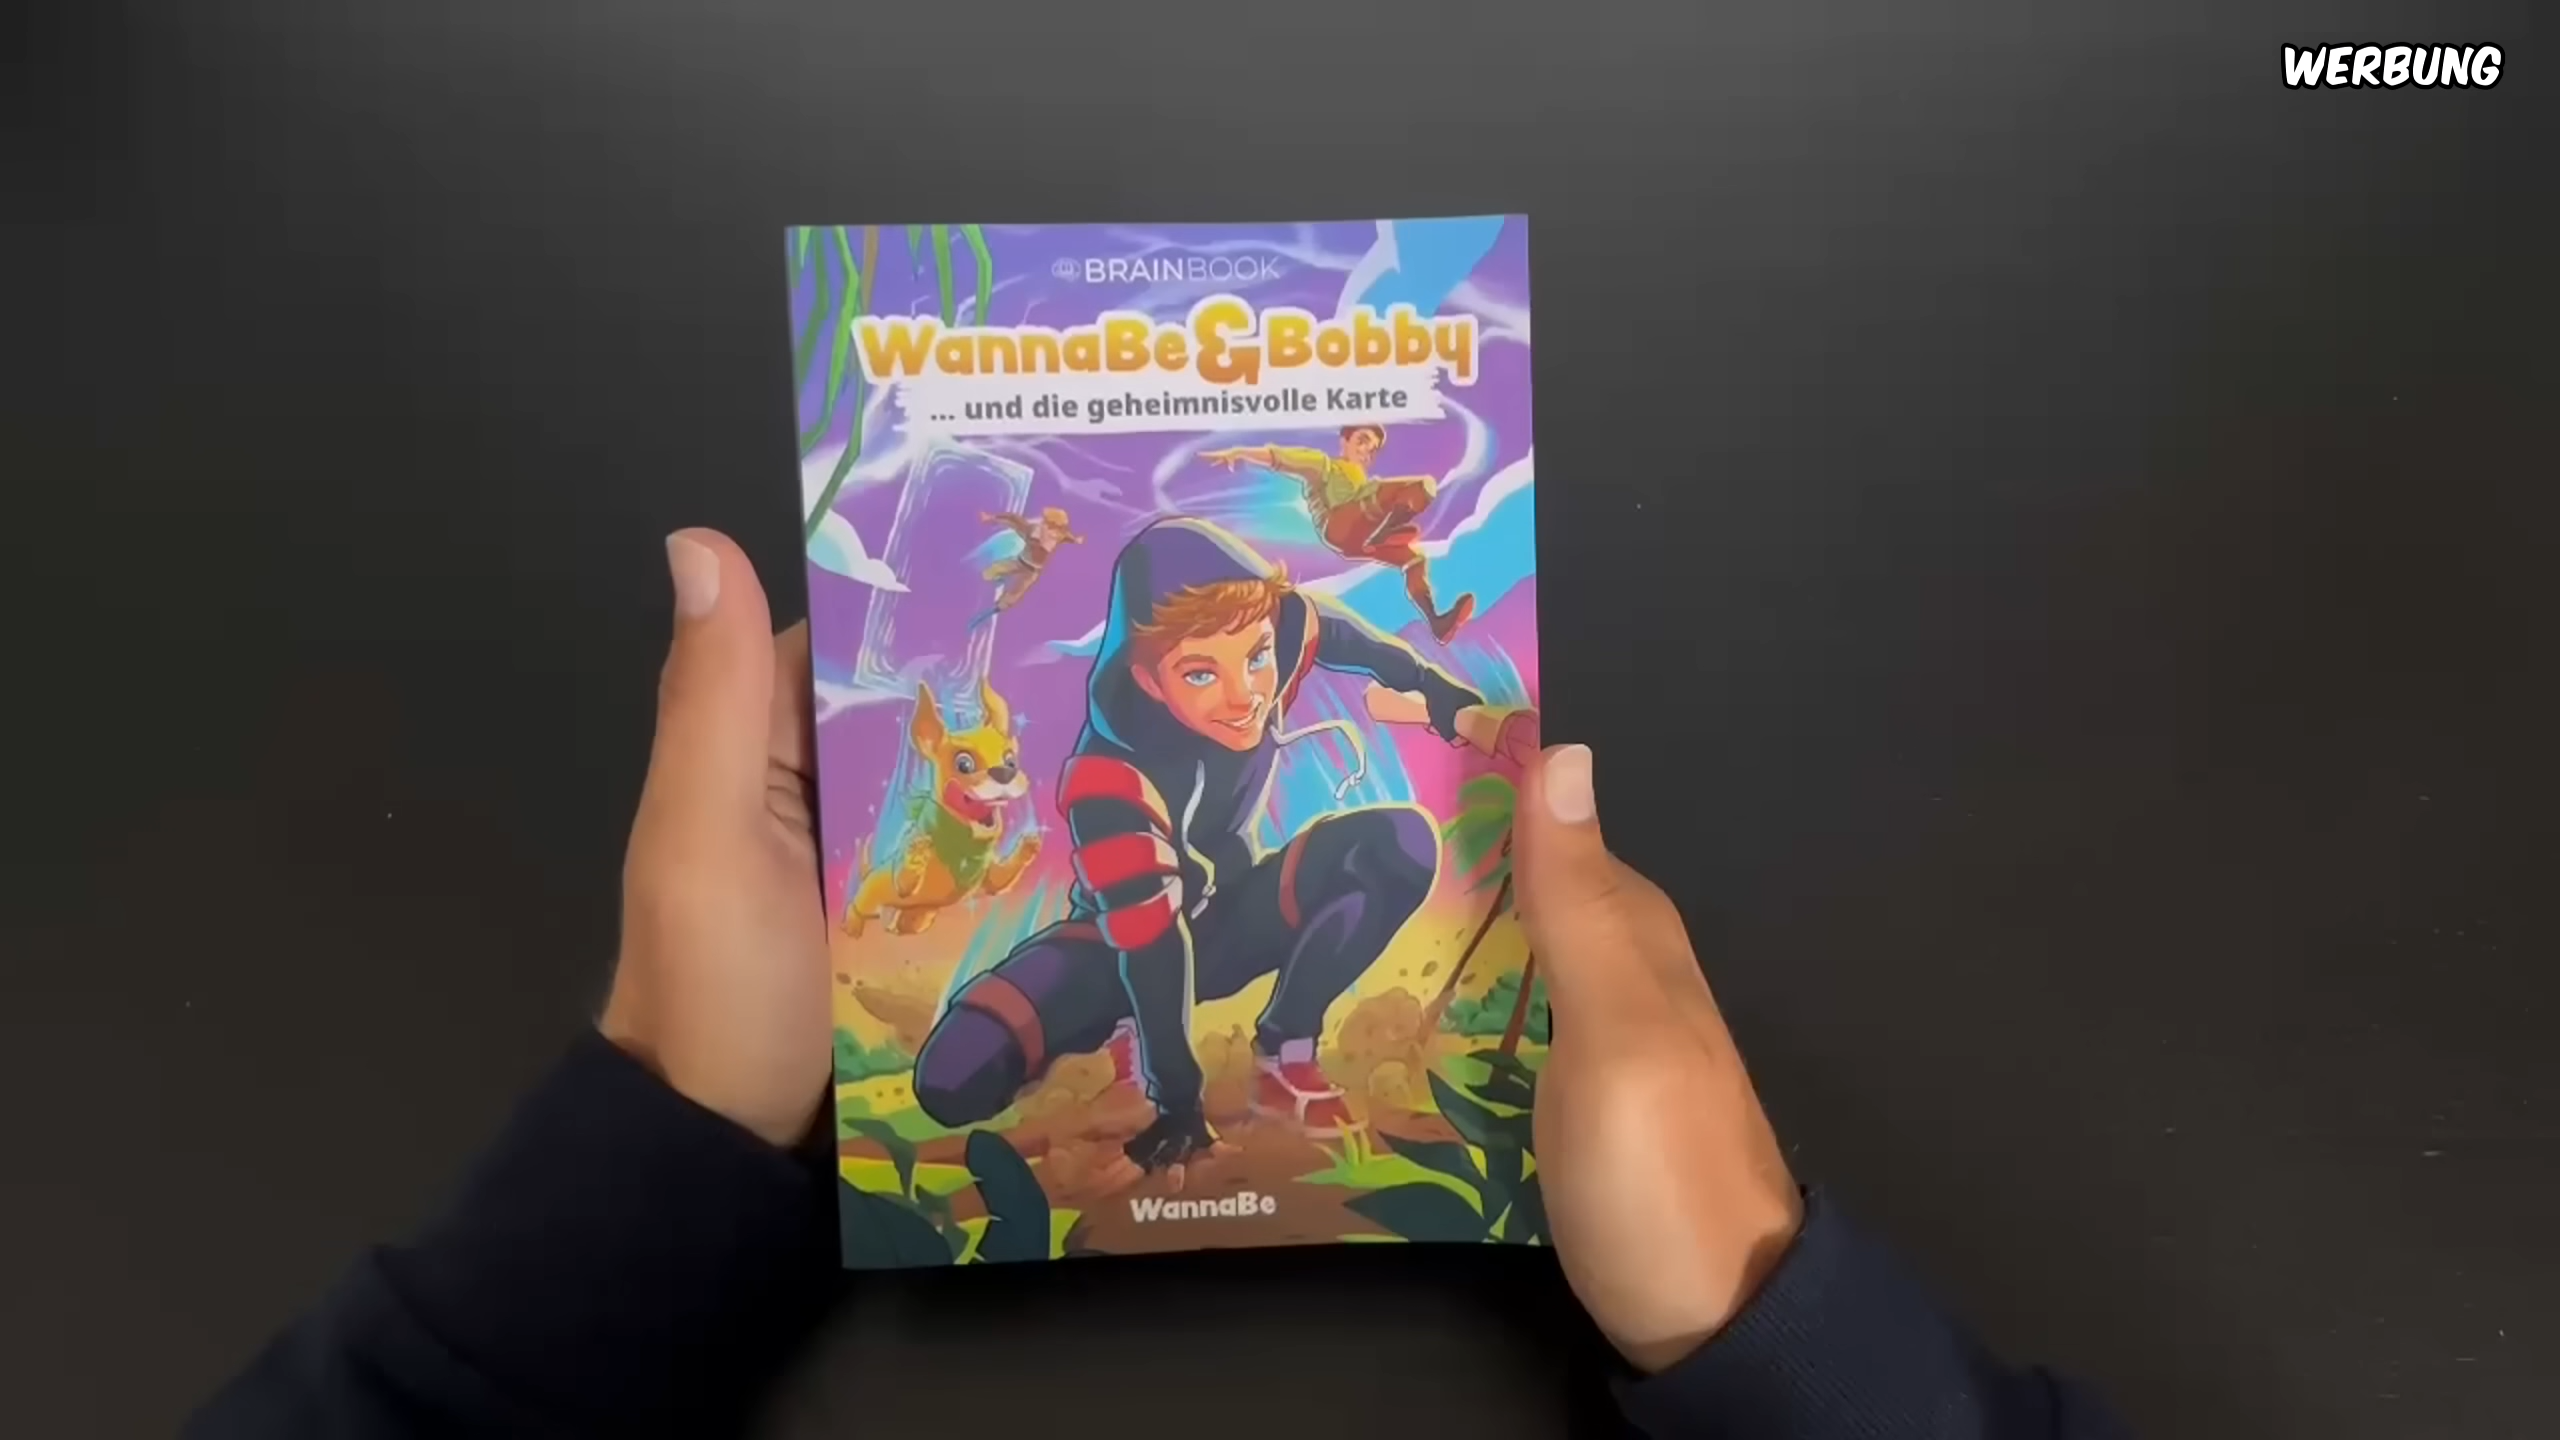 WERBUNG
BRAINBOOK
WannaBe & Bobby
... und die geheimnisvolle Karte
WannaBe